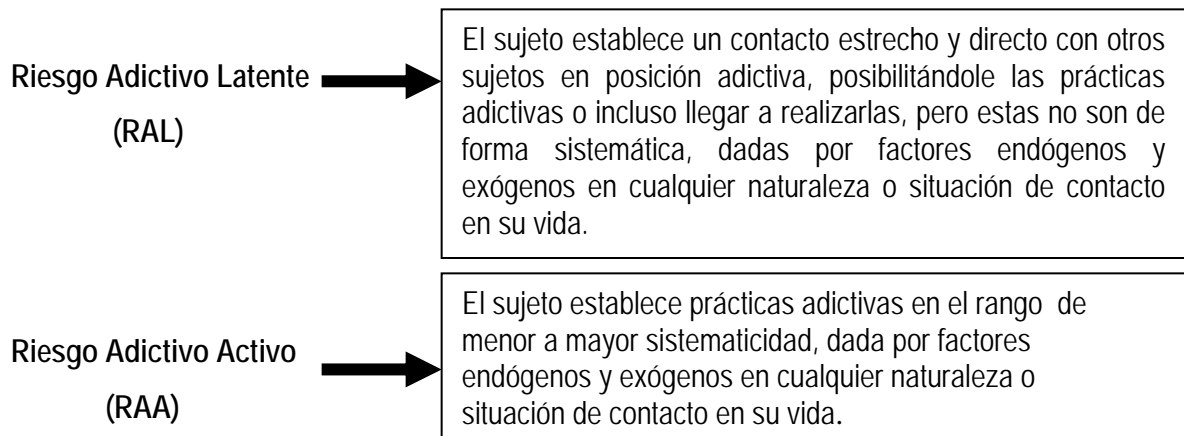 Riesgo Adictivo Latente
(RAL)
El sujeto establece un contacto estrecho y directo con otros
sujetos en posición adictiva, posibilitándole las prácticas
adictivas o incluso llegar a realizarlas, pero estas no son de
forma sistemática, dadas por factores endógenos y
exógenos en cualquier naturaleza o situación de contacto
en su vida.
Riesgo Adictivo Activo
(RAA)
El sujeto establece prácticas adictivas en el rango de
menor a mayor sistematicidad, dada por factores
endógenos y exógenos en cualquier naturaleza o
situación de contacto en su vida.